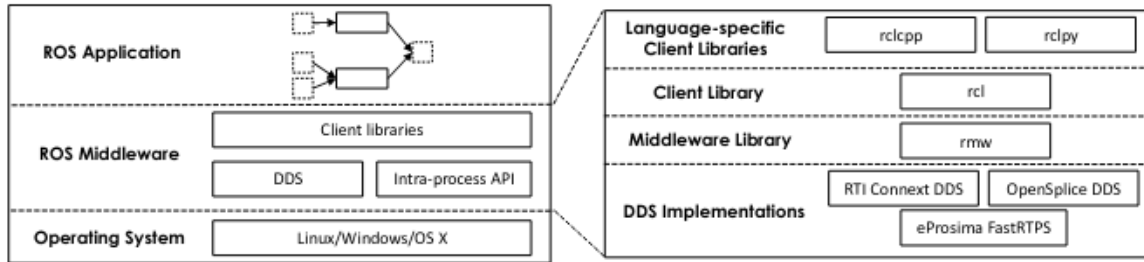 ROS Application
ROS Middleware
Client libraries
DDS
Intra-process API
Operating System
Linux/Windows/OS X
Language-specific
Client Libraries
rclcpp
rclpy
Client Library
rcl
Middleware Library
rmw
DDS Implementations
RTI Connext DDS
OpenSplice DDS
eProsima FastRTPS